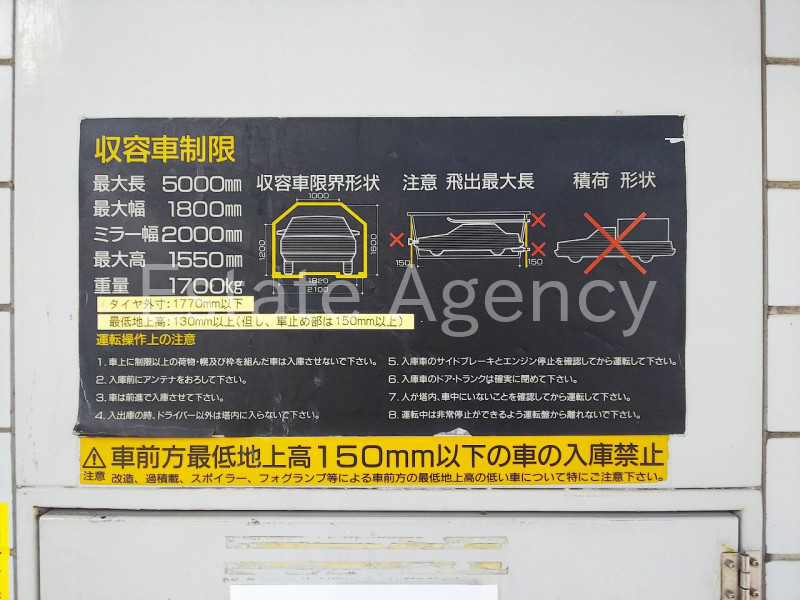 収容車制限
最大長 5000mm
最大幅 1800mm
ミラー幅 2000mm
最大高 1550mm
重量 1700kg
タイヤ外寸：1770mm以下
最低地上高：130mm以上（但し、車止め部は150mm以上）
収容車限界形状
1000
1200
1600
1820
2100
注意 飛出最大長
150
150
積荷 形状
Estate Agency
運転操作上の注意
1. 車上に制限以上の荷物・幌及び枠を組んだ車は入庫させないで下さい。
2. 入庫前にアンテナをおろして下さい。
3. 車は前進で入庫させて下さい。
4. 入出庫の時、ドライバー以外は塔内に入らないで下さい。
5. 入庫車のサイドブレーキとエンジン停止を確認してから運転して下さい。
6. 入庫車のドア・トランクは確実に閉めて下さい。
7. 人が塔内、車中にいないことを確認してから運転して下さい。
8. 運転中は非常停止ができるよう運転盤から離れないで下さい。
車前方最低地上高150mm以下の車の入庫禁止
注意 改造、過積載、スポイラー、フォグランプ等による車前方の最低地上高の低い車について特にご注意下さい。